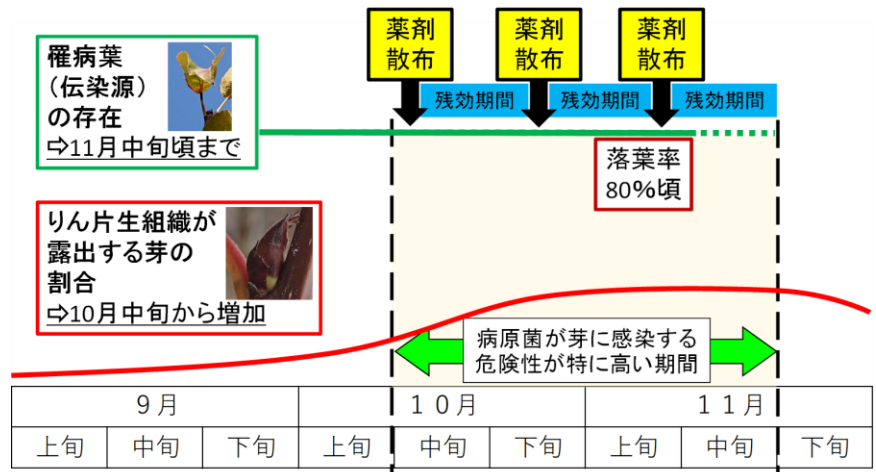 罹病葉
（伝染源）
の存在
⇨11月中旬頃まで
薬剤
散布
薬剤
散布
薬剤
散布
残効期間
残効期間
残効期間
落葉率
80%頃
りん片生組織が
露出する芽の
割合
⇨10月中旬から増加
病原菌が芽に感染する
危険性が特に高い期間
９月
１０月
１１月
上旬
中旬
下旬
上旬
中旬
下旬
上旬
中旬
下旬